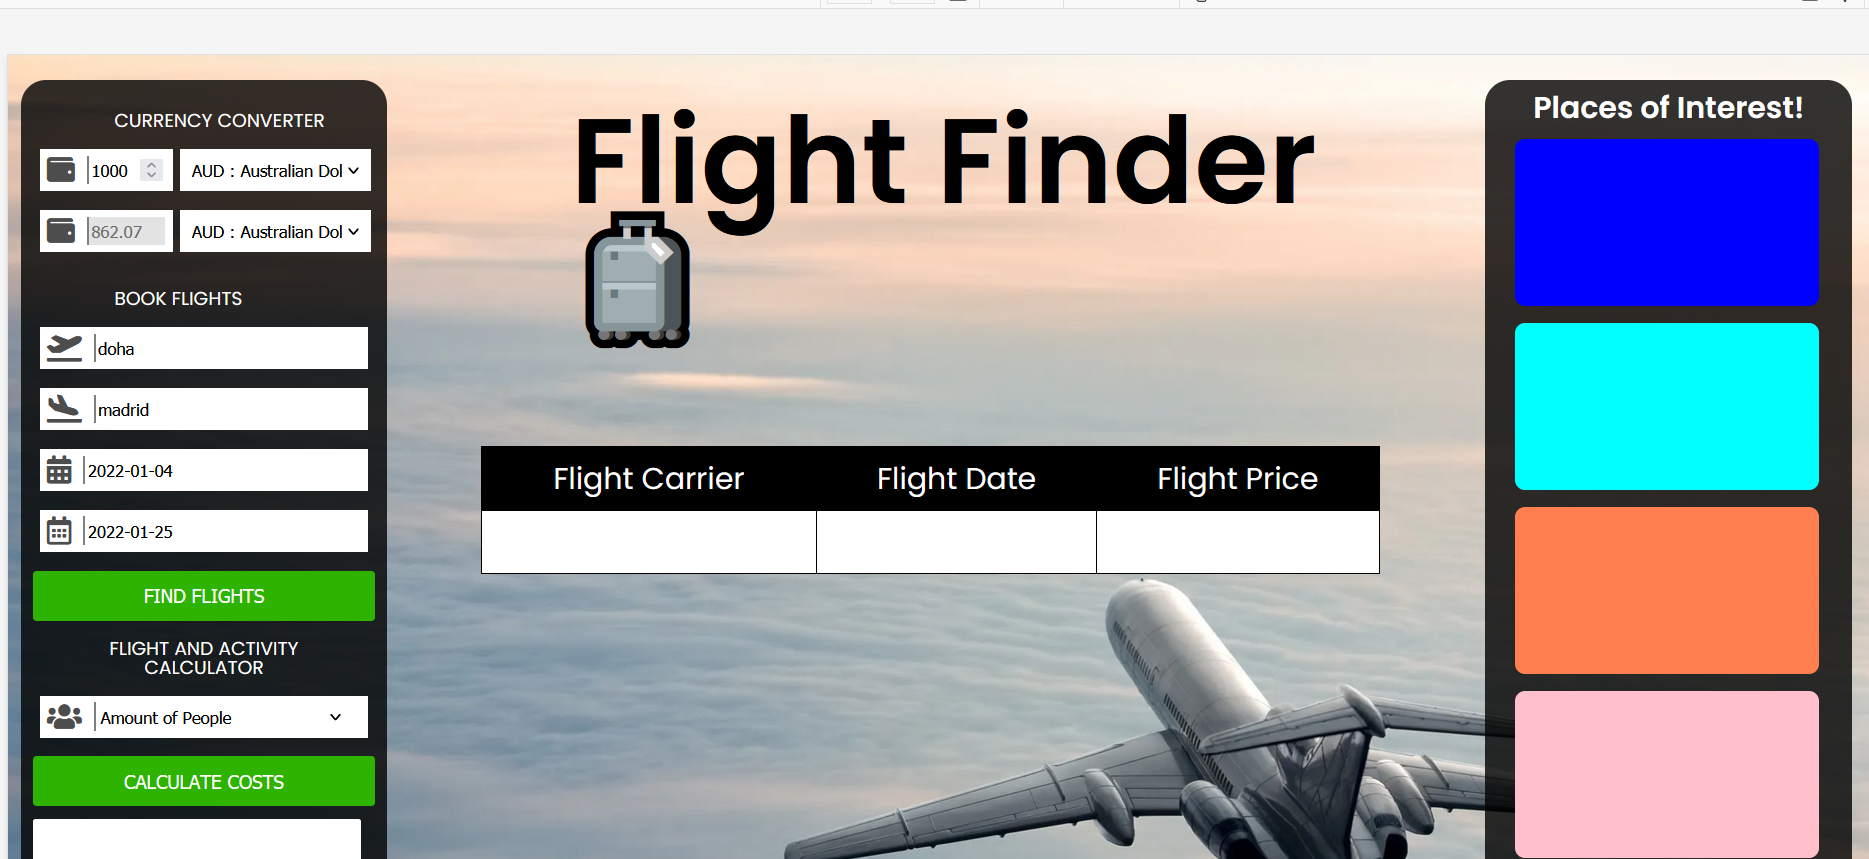 CURRENCY CONVERTER
1000
AUD : Australian Dol
862.07
AUD : Australian Dol
BOOK FLIGHTS
doha
madrid
2022-01-04
2022-01-25
FIND FLIGHTS
FLIGHT AND ACTIVITY
CALCULATOR
Amount of People
CALCULATE COSTS
Flight Finder
Flight Carrier
Flight Date
Flight Price
Places of Interest!